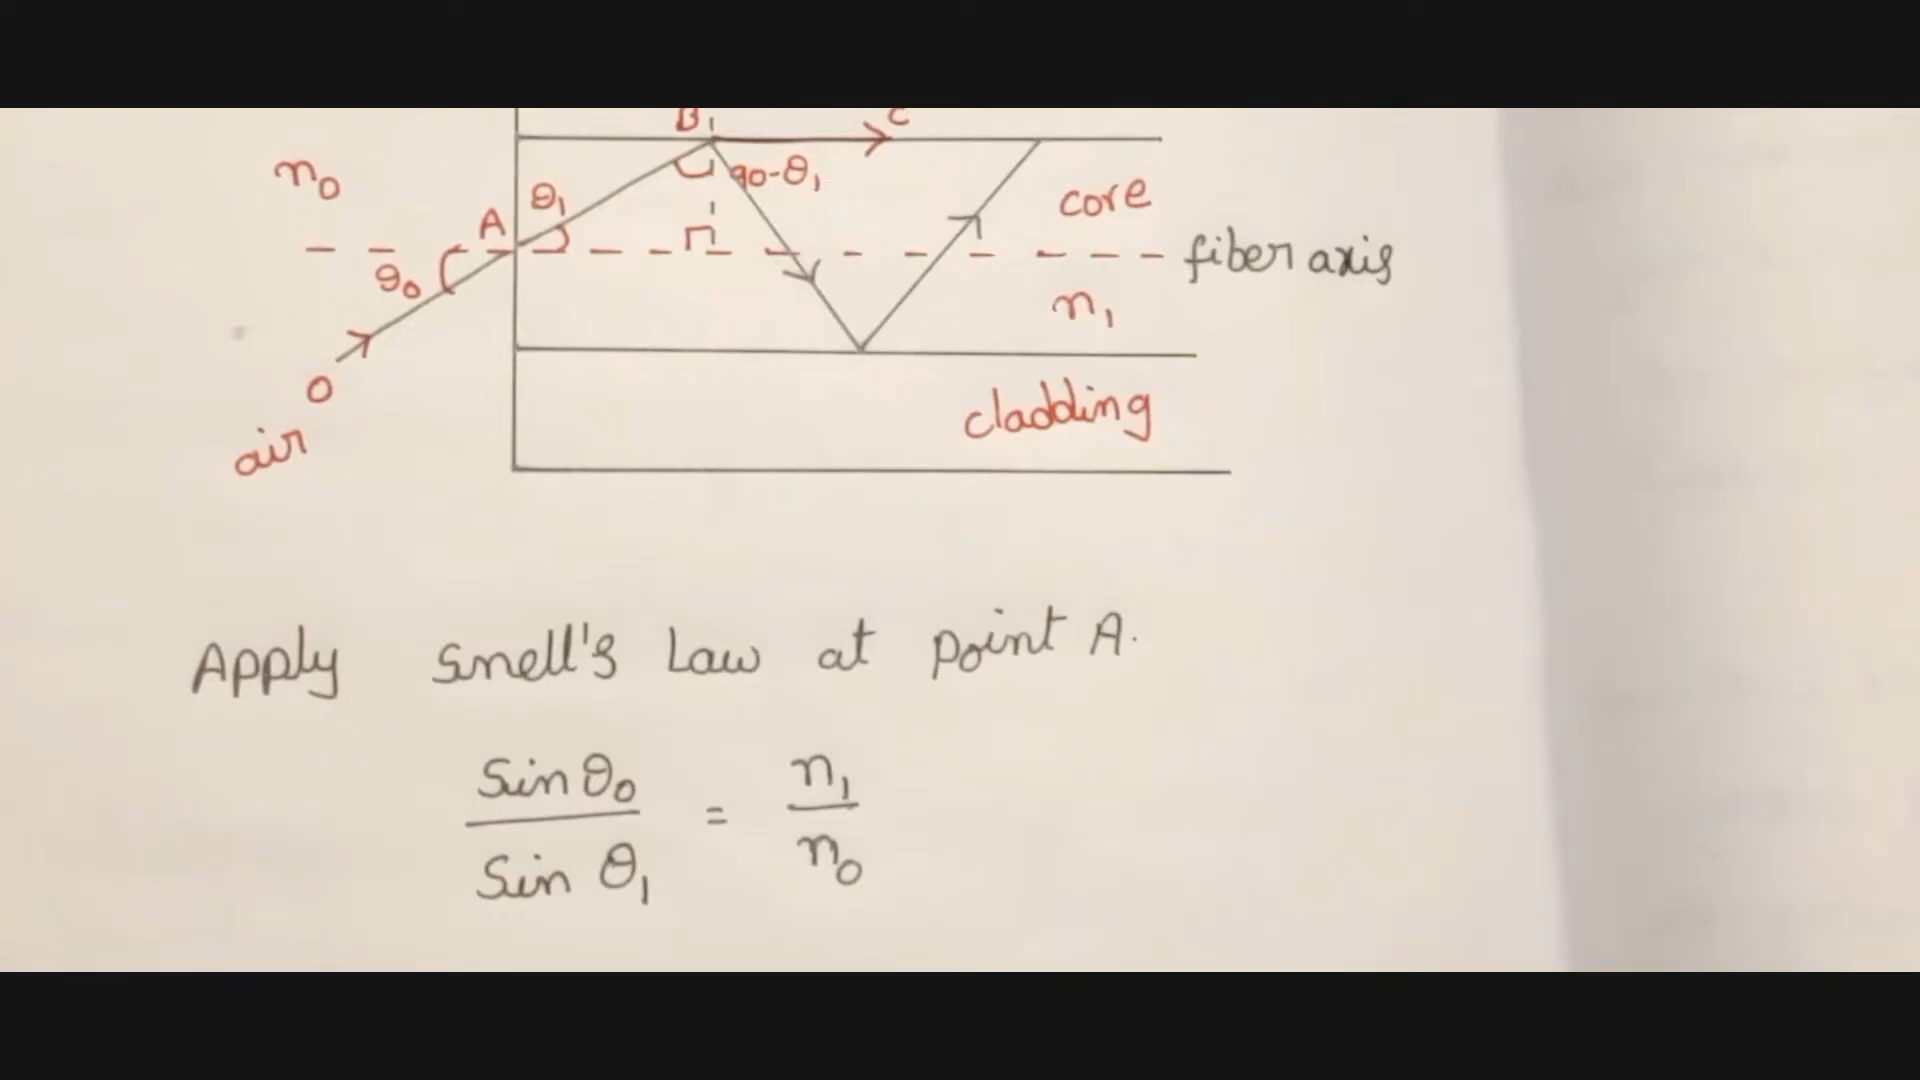 B C
n₀ θ₁ 90-θ₁ core
A
θ₀ fiber axis
n₁
O
air cladding
Apply Snell's Law at point A.
Sin θ₀ / Sin θ₁ = n₁ / n₀